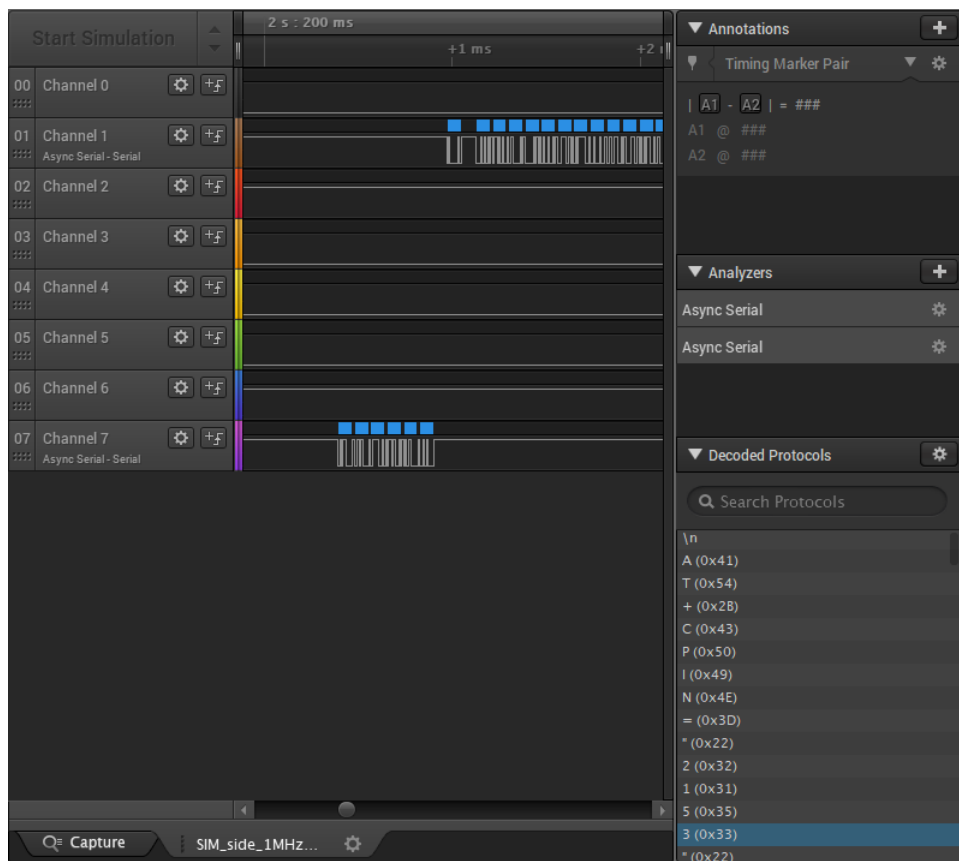 Start Simulation
2 s : 200 ms
+1 ms
+2
00 Channel 0
01 Channel 1
Async Serial - Serial
02 Channel 2
03 Channel 3
04 Channel 4
05 Channel 5
06 Channel 6
07 Channel 7
Async Serial - Serial
Capture
SIM_side_1MHz...
Annotations
Timing Marker Pair
| A1 - A2 | = ###
A1 @ ###
A2 @ ###
Analyzers
Async Serial
Async Serial
Decoded Protocols
Search Protocols
\n
A (0x41)
T (0x54)
+ (0x2B)
C (0x43)
P (0x50)
I (0x49)
N (0x4E)
= (0x3D)
" (0x22)
2 (0x32)
1 (0x31)
5 (0x35)
3 (0x33)
" (0x22)